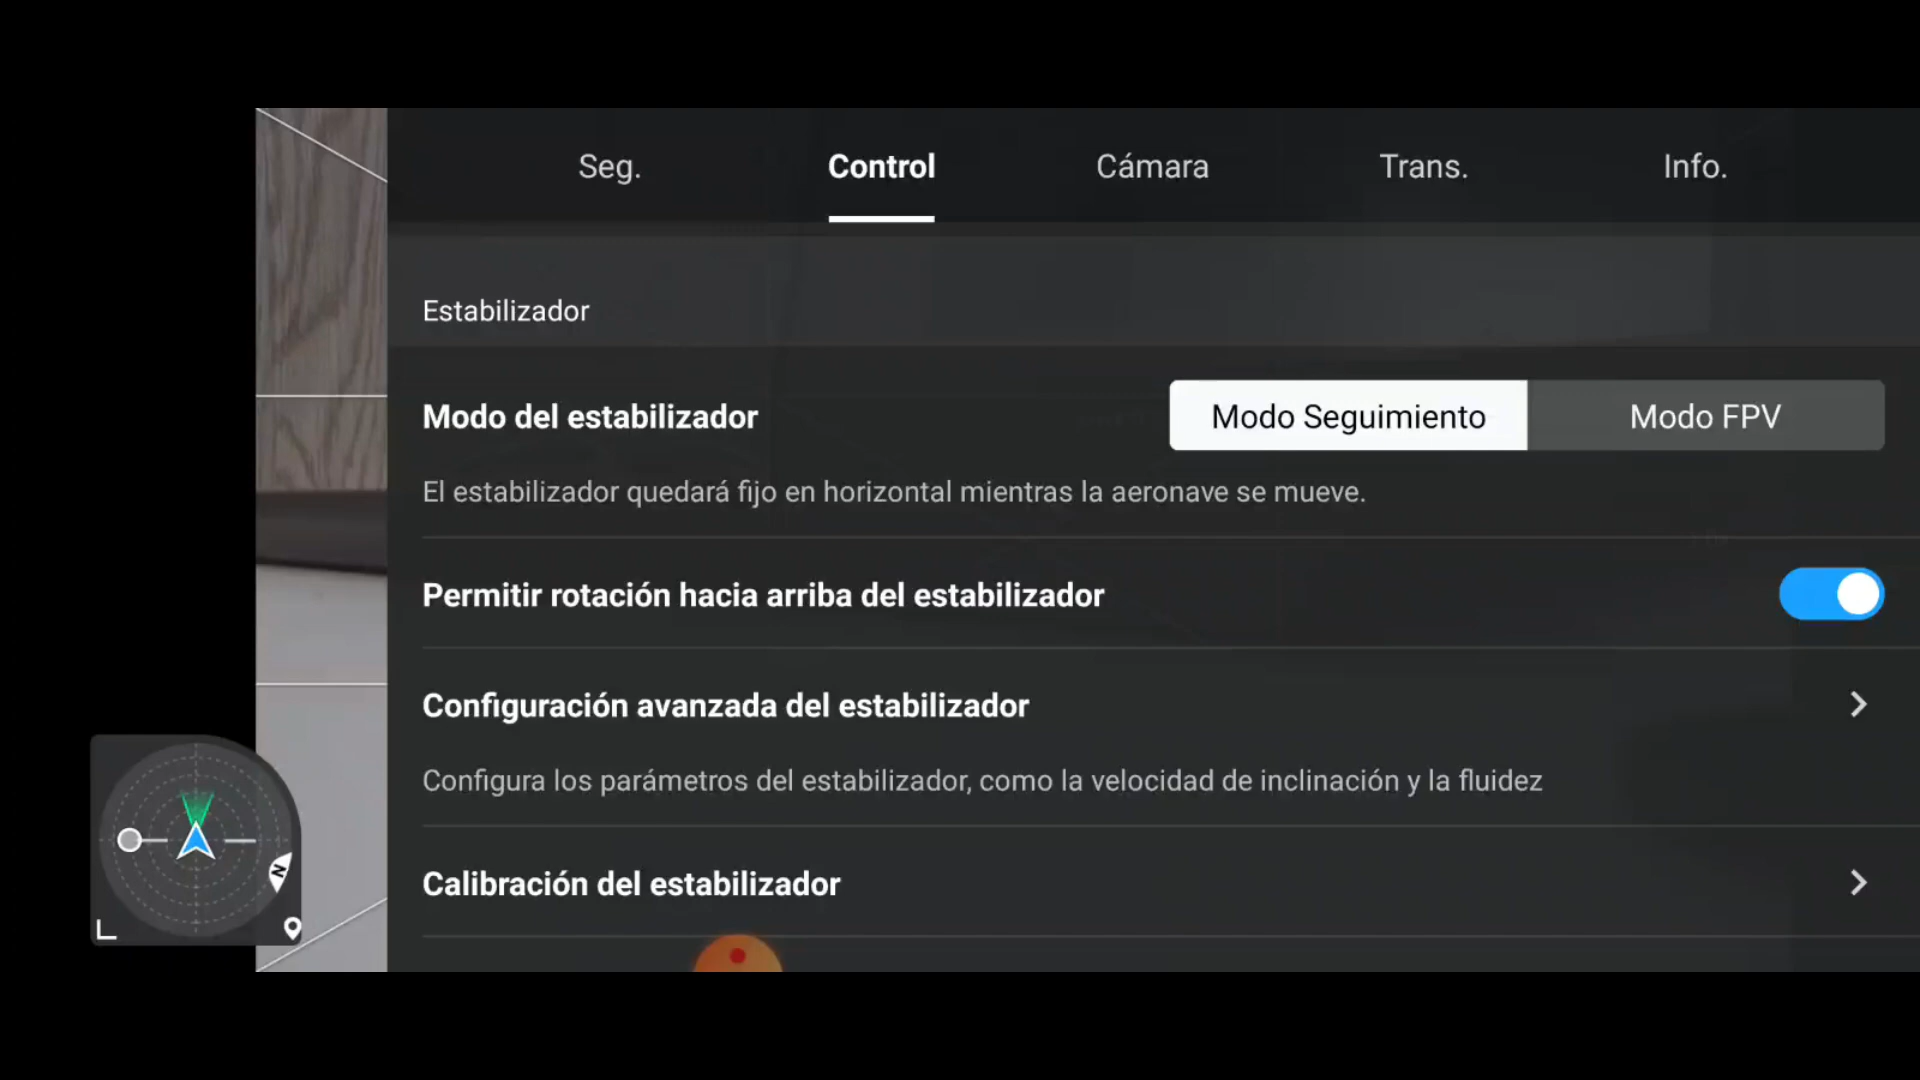 Seg.
Control
Cámara
Trans.
Info.
Estabilizador
Modo del estabilizador
Modo Seguimiento
Modo FPV
El estabilizador quedará fijo en horizontal mientras la aeronave se mueve.
Permitir rotación hacia arriba del estabilizador
Configuración avanzada del estabilizador
Configura los parámetros del estabilizador, como la velocidad de inclinación y la fluidez
Calibración del estabilizador
N